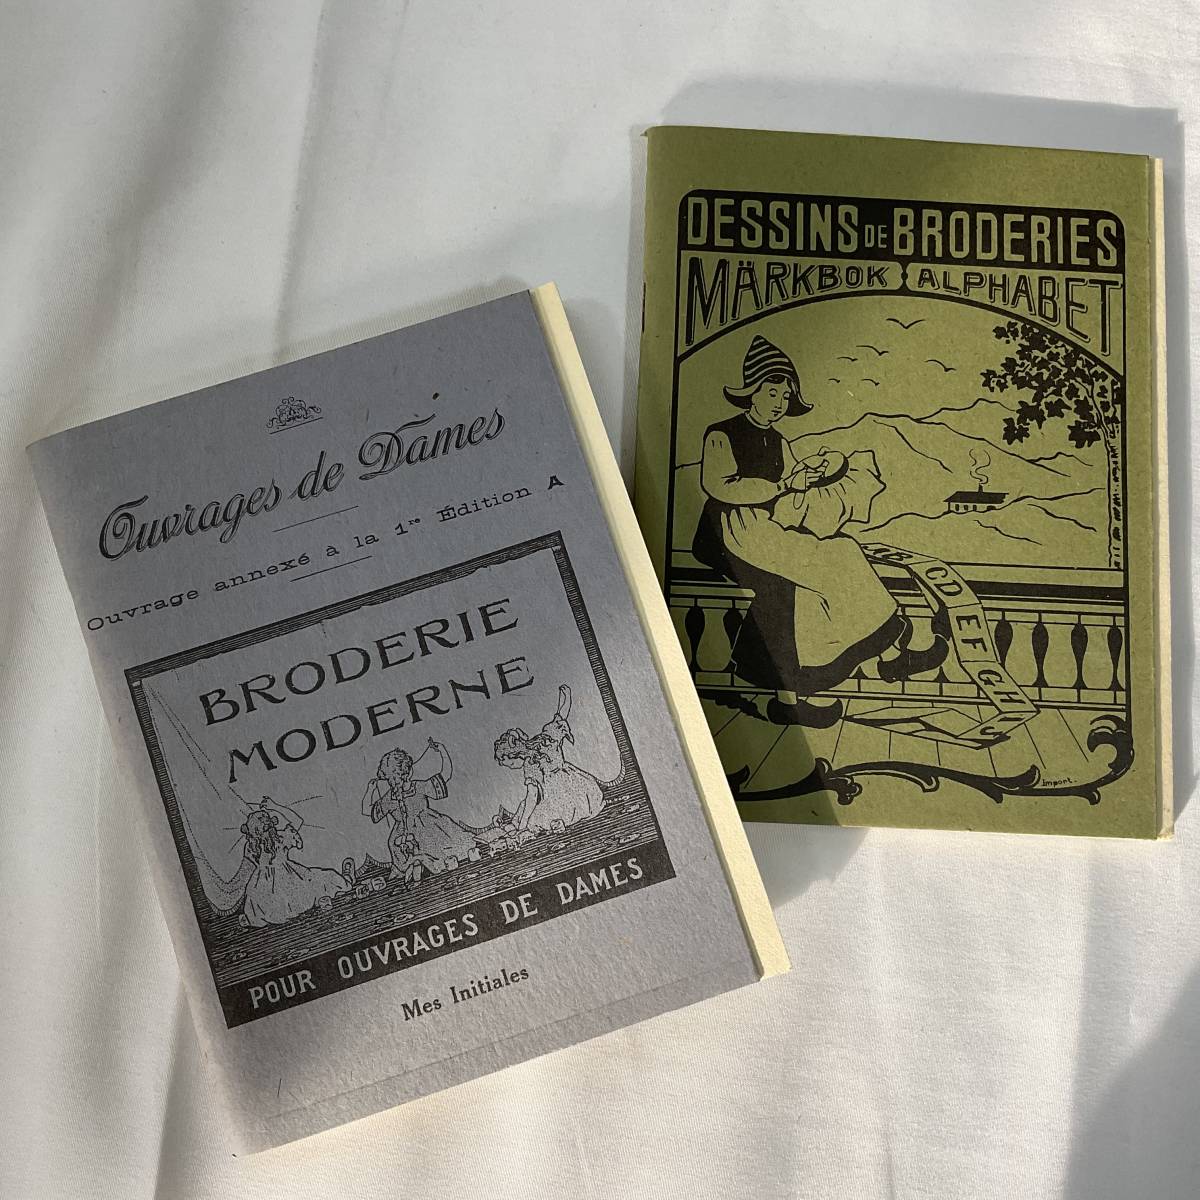 Ouvrages de Dames
Ouvrage annexé à la 1re Édition A
BRODERIE
MODERNE
POUR OUVRAGES DE DAMES
Mes Initiales
DESSINS DE BRODERIES
MÄRKBOK ALPHABET
AB CD EF GH
import.